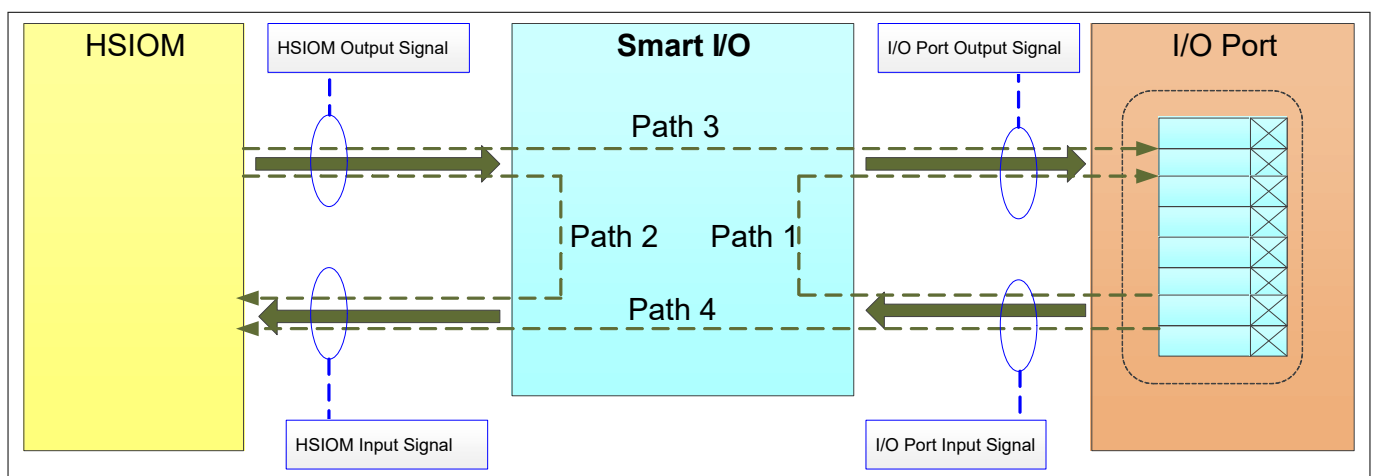 HSIOM
HSIOM Output Signal
Smart I/O
I/O Port Output Signal
I/O Port
Path 3
Path 2
Path 1
Path 4
HSIOM Input Signal
I/O Port Input Signal